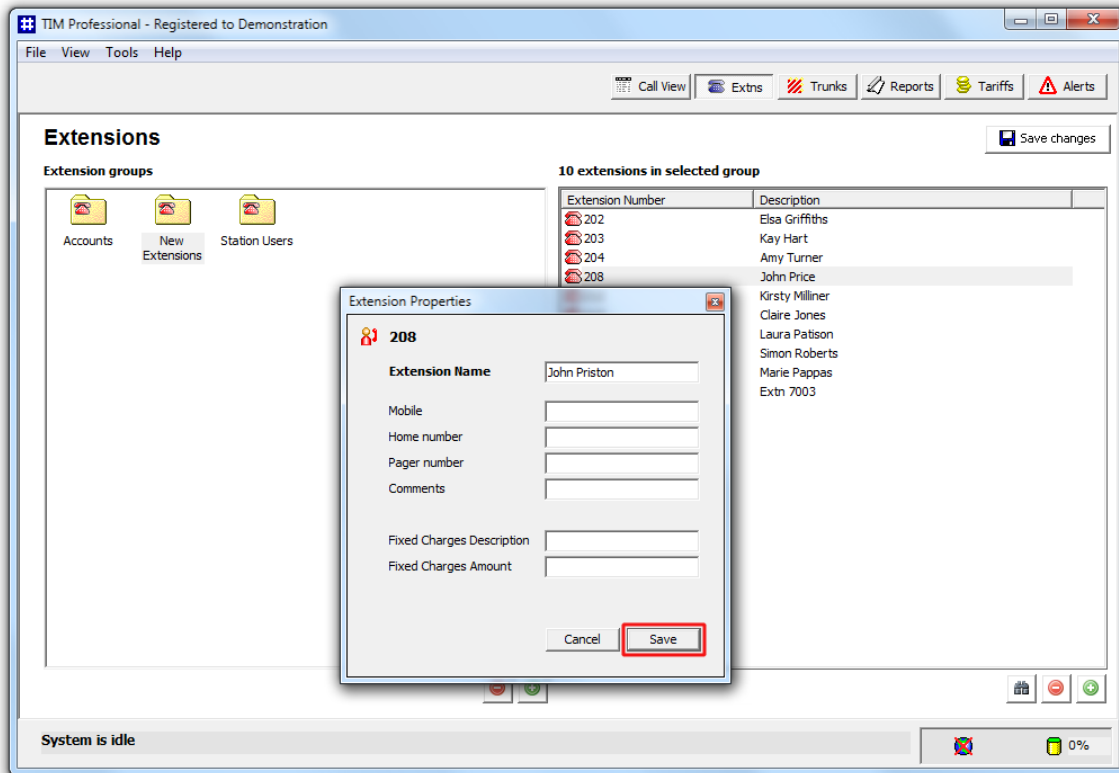 TIM Professional - Registered to Demonstration
File View Tools Help
Call View Extns Trunks Reports Tariffs Alerts
Extensions
Save changes
Extension groups
10 extensions in selected group
Accounts
New
Extensions
Station Users
Extension Number Description
202 Elsa Griffiths
203 Kay Hart
204 Amy Turner
208 John Price
Kirsty Milliner
Claire Jones
Laura Patison
Simon Roberts
Marie Pappas
Extn 7003
Extension Properties
208
Extension Name John Priston
Mobile
Home number
Pager number
Comments
Fixed Charges Description
Fixed Charges Amount
Cancel Save
System is idle
0%